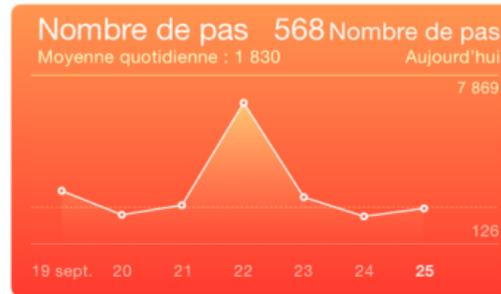 Nombre de pas 568 Nombre de pas
Moyenne quotidienne : 1 830 Aujourd'hui
7 869
126
19 sept. 20 21 22 23 24 25